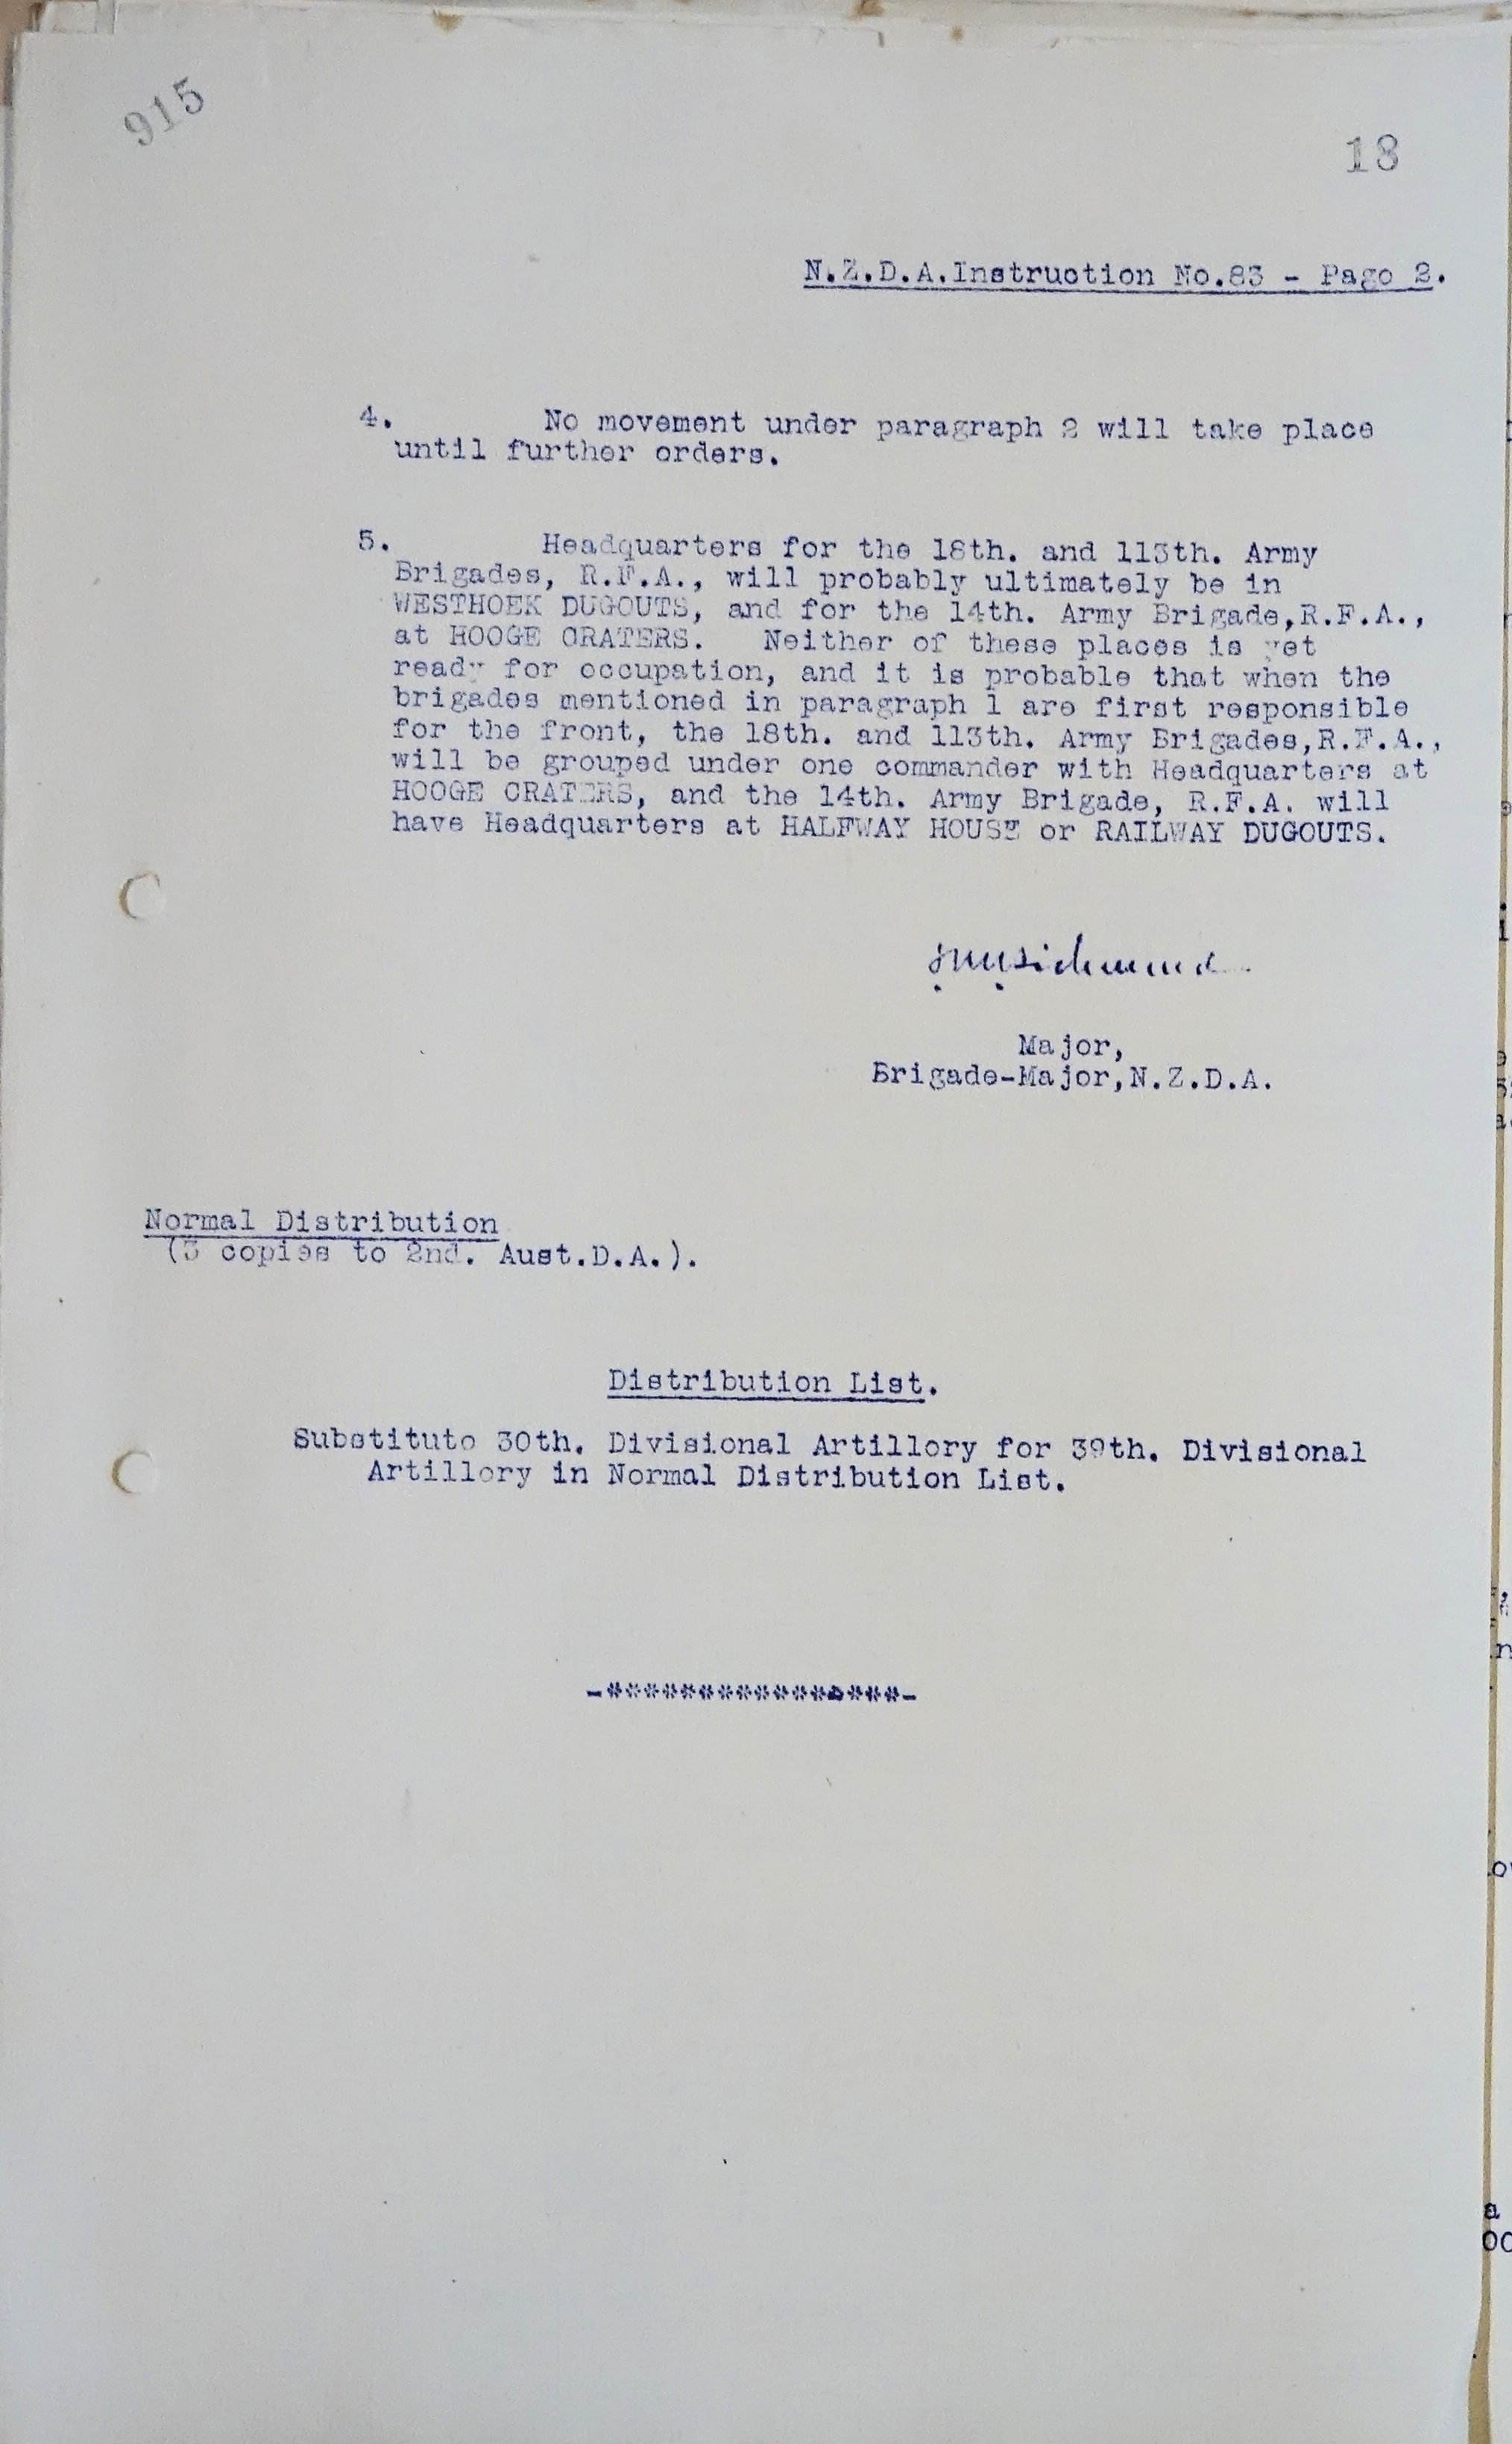 915
18
N.Z.D.A.Instruction No.83 - Page 2.
4. No movement under paragraph 2 will take place
until further orders.
5. Headquarters for the 18th. and 113th. Army
Brigades, R.F.A., will probably ultimately be in
WESTHOEK DUGOUTS, and for the 14th. Army Brigade,R.F.A.,
at HOOGE CRATERS. Neither of these places is yet
ready for occupation, and it is probable that when the
brigades mentioned in paragraph 1 are first responsible
for the front, the 18th. and 113th. Army Brigades,R.F.A.,
will be grouped under one commander with Headquarters at
HOOGE CRATERS, and the 14th. Army Brigade, R.F.A. will
have Headquarters at HALFWAY HOUSE or RAILWAY DUGOUTS.
Major,
Brigade-Major,N.Z.D.A.
Normal Distribution
(3 copies to 2nd. Aust.D.A.).
Distribution List.
Substitute 30th. Divisional Artillery for 39th. Divisional
Artillery in Normal Distribution List.
-****************-